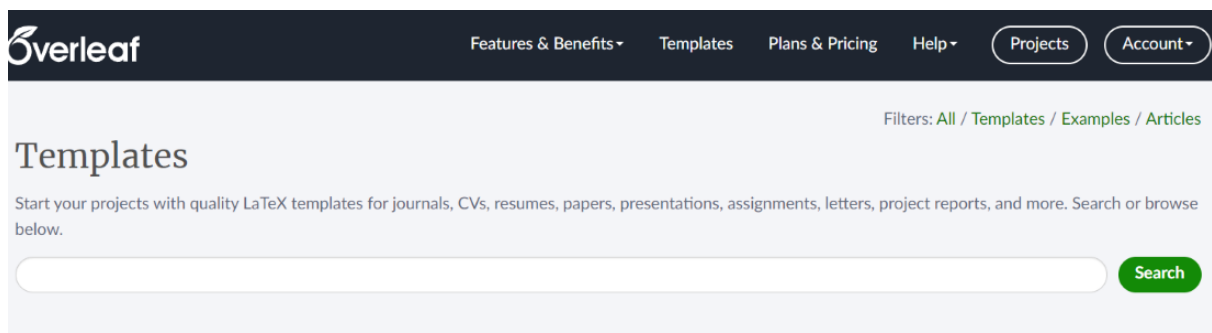 Overleaf
Features & Benefits Templates Plans & Pricing Help Projects Account
Filters: All / Templates / Examples / Articles
Templates
Start your projects with quality LaTeX templates for journals, CVs, resumes, papers, presentations, assignments, letters, project reports, and more. Search or browse
below.
Search